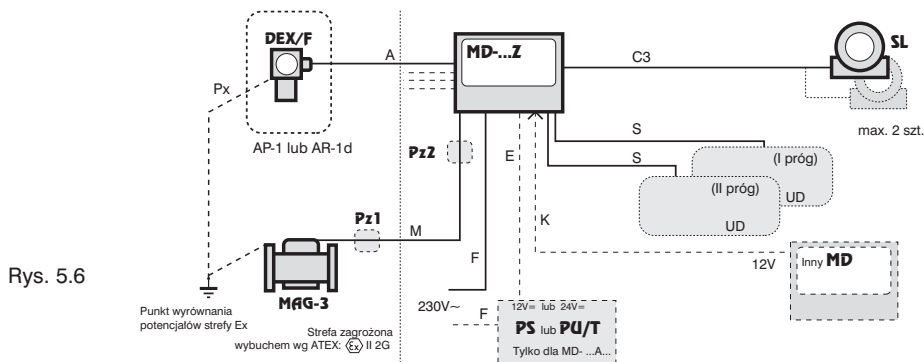 DEX/F
A
MD-...Z
C3
SL
Px
max. 2 szt.
AP-1 lub AR-1d
Pz2
E
S
S
(I próg)
UD
(II próg)
UD
Pz1
M
K
F
12V
Inny MD
Rys. 5.6
MAG-3
230V~
F
12V= lub 24V=
PS lub PU/T
Tylko dla MD- ...A...
Punkt wyrównania
potencjałów strefy Ex
Strefa zagrożona
wybuchem wg ATEX: Ex II 2G